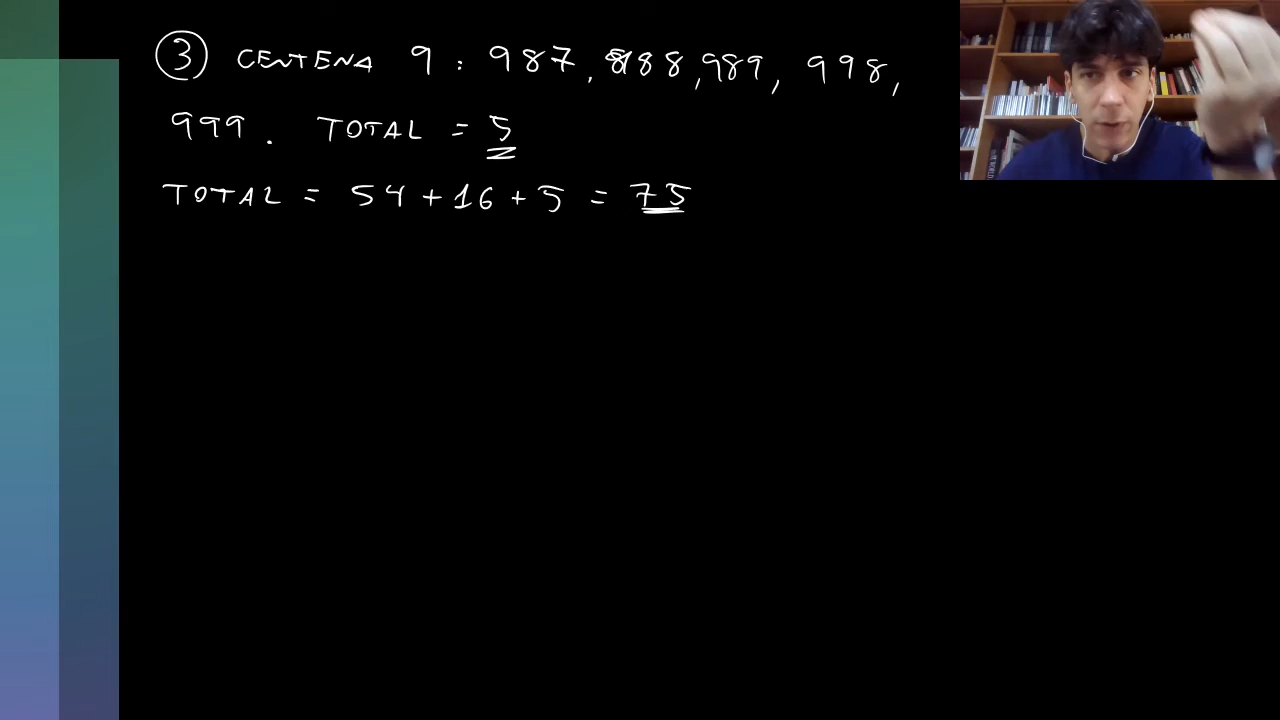 ③ CENTENA 9 : 987, 988, 989, 998,
999. TOTAL = 5
TOTAL = 54 + 16 + 5 = 75